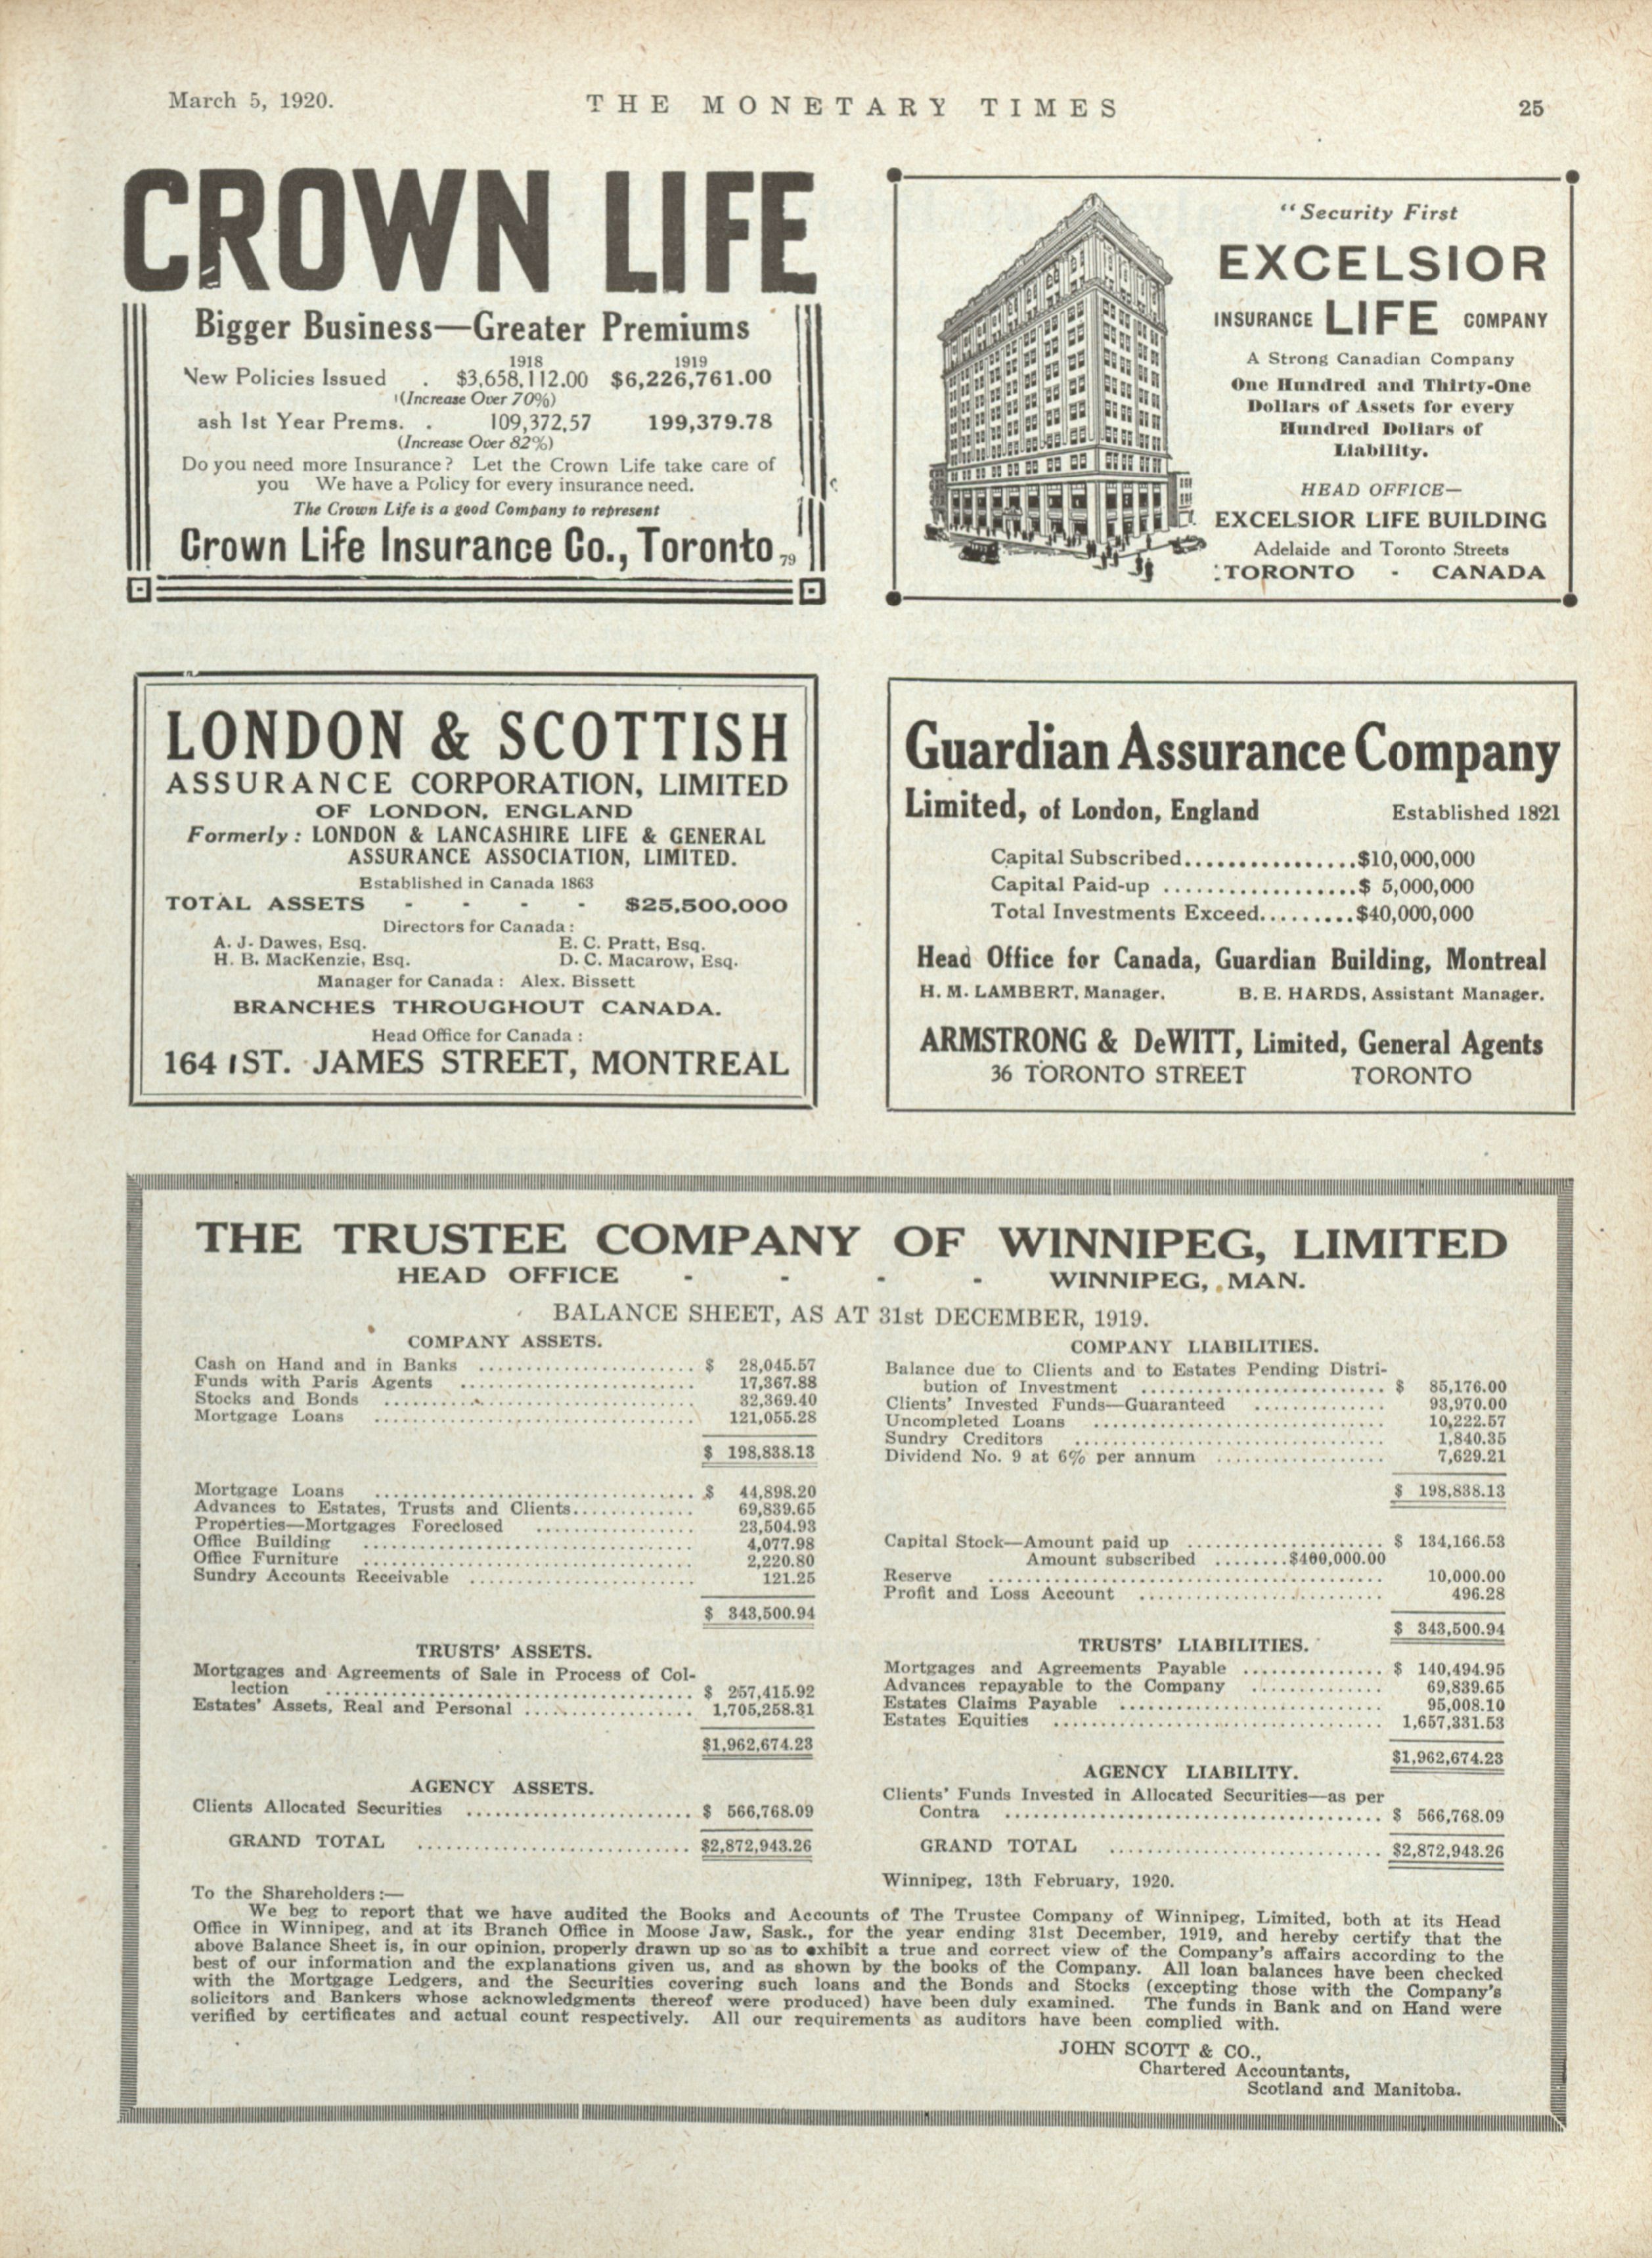 March 5, 1920.
THE MONETARY TIMES
25
CROWN LIFE
Bigger Business—Greater Premiums
1918 1919
New Policies Issued . $3,658,112.00 $6,226,761.00
(Increase Over 70%)
ash 1st Year Prems. . 109,372.57 199,379.78
(Increase Over 82%)
Do you need more Insurance? Let the Crown Life take care of
you We have a Policy for every insurance need.
The Crown Life is a good Company to represent
Crown Life Insurance Co., Toronto
79
"Security First
EXCELSIOR
INSURANCE LIFE COMPANY
A Strong Canadian Company
One Hundred and Thirty-One
Dollars of Assets for every
Hundred Dollars of
Liability.
HEAD OFFICE—
EXCELSIOR LIFE BUILDING
Adelaide and Toronto Streets
TORONTO - CANADA
LONDON & SCOTTISH
ASSURANCE CORPORATION, LIMITED
OF LONDON, ENGLAND
Formerly: LONDON & LANCASHIRE LIFE & GENERAL
ASSURANCE ASSOCIATION, LIMITED.
Established in Canada 1863
TOTAL ASSETS - - - - $25,500,000
Directors for Canada:
A. J. Dawes, Esq. E. C. Pratt, Esq.
H. B. MacKenzie, Esq. D. C. Macarow, Esq.
Manager for Canada: Alex. Bissett
BRANCHES THROUGHOUT CANADA.
Head Office for Canada:
164 ST. JAMES STREET, MONTREAL
Guardian Assurance Company
Limited, of London, England Established 1821
Capital Subscribed................$10,000,000
Capital Paid-up ..................$ 5,000,000
Total Investments Exceed.........$40,000,000
Head Office for Canada, Guardian Building, Montreal
H. M. LAMBERT, Manager. B. E. HARDS, Assistant Manager.
ARMSTRONG & DeWITT, Limited, General Agents
36 TORONTO STREET TORONTO
THE TRUSTEE COMPANY OF WINNIPEG, LIMITED
HEAD OFFICE - - - - WINNIPEG, MAN.
BALANCE SHEET, AS AT 31st DECEMBER, 1919.
COMPANY ASSETS.
Cash on Hand and in Banks ....................... $ 28,045.57
Funds with Paris Agents ......................... 17,367.88
Stocks and Bonds ................................. 32,369.40
Mortgage Loans .................................. 121,055.28
$ 198,838.13
Mortgage Loans .................................. $ 44,898.20
Advances to Estates, Trusts and Clients............. 69,839.65
Properties—Mortgages Foreclosed ................. 23,504.93
Office Building ................................... 4,077.98
Office Furniture ................................... 2,220.80
Sundry Accounts Receivable ........................ 121.25
$ 343,500.94
TRUSTS' ASSETS.
Mortgages and Agreements of Sale in Process of Col-
lection ....................................... $ 257,415.92
Estates' Assets, Real and Personal .................. 1,705,258.31
$1,962,674.23
AGENCY ASSETS.
Clients Allocated Securities ........................ $ 566,768.09
GRAND TOTAL ............................. $2,872,943.26
COMPANY LIABILITIES.
Balance due to Clients and to Estates Pending Distri-
bution of Investment .......................... $ 85,176.00
Clients' Invested Funds—Guaranteed .............. 93,970.00
Uncompleted Loans ............................... 10,222.57
Sundry Creditors ................................. 1,840.35
Dividend No. 9 at 6% per annum .................. 7,629.21
$ 198,838.13
Capital Stock—Amount paid up ..................... $ 134,166.53
Amount subscribed ........$400,000.00
Reserve .......................................... 10,000.00
Profit and Loss Account .......................... 496.28
$ 343,500.94
TRUSTS' LIABILITIES.
Mortgages and Agreements Payable ............... $ 140,494.95
Advances repayable to the Company .............. 69,839.65
Estates Claims Payable ............................ 95,008.10
Estates Equities ................................... 1,657,331.53
$1,962,674.23
AGENCY LIABILITY.
Clients' Funds Invested in Allocated Securities—as per
Contra ........................................ $ 566,768.09
GRAND TOTAL ............................. $2,872,943.26
Winnipeg, 13th February, 1920.
To the Shareholders:—
We beg to report that we have audited the Books and Accounts of The Trustee Company of Winnipeg, Limited, both at its Head
Office in Winnipeg, and at its Branch Office in Moose Jaw, Sask., for the year ending 31st December, 1919, and hereby certify that the
above Balance Sheet is, in our opinion, properly drawn up so as to exhibit a true and correct view of the Company's affairs according to the
best of our information and the explanations given us, and as shown by the books of the Company. All loan balances have been checked
with the Mortgage Ledgers, and the Securities covering such loans and the Bonds and Stocks (excepting those with the Company's
solicitors and Bankers whose acknowledgments thereof were produced) have been duly examined. The funds in Bank and on Hand were
verified by certificates and actual count respectively. All our requirements as auditors have been complied with.
JOHN SCOTT & CO.,
Chartered Accountants,
Scotland and Manitoba.